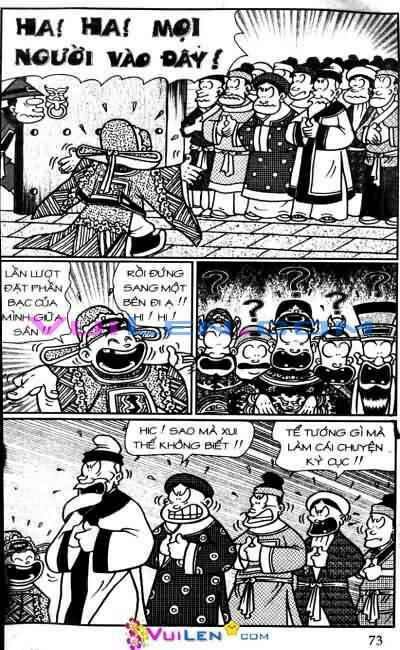 HA! HA! MỌI
NGƯỜI VÀO ĐÂY!
LẦN LƯỢT
ĐẶT PHẦN
BẠC CỦA
MÌNH GIỮA
SÂN!!
RỒI ĐỨNG
SANG MỘT
BÊN ĐI Ạ!!
HI! HI!
? ? ? ? ?
VUILEN.COM
HIC! SAO MÀ XUI
THẾ KHÔNG BIẾT!!
TỂ TƯỚNG GÌ MÀ
LÀM CÁI CHUYỆN
KỲ CỤC!!
73
VUILEN.COM